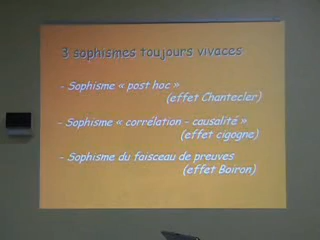 3 sophismes toujours vivaces
- Sophisme « post hoc »
(effet Chantecler)
- Sophisme « corrélation - causalité »
(effet cigogne)
- Sophisme du faisceau de preuves
(effet Boiron)